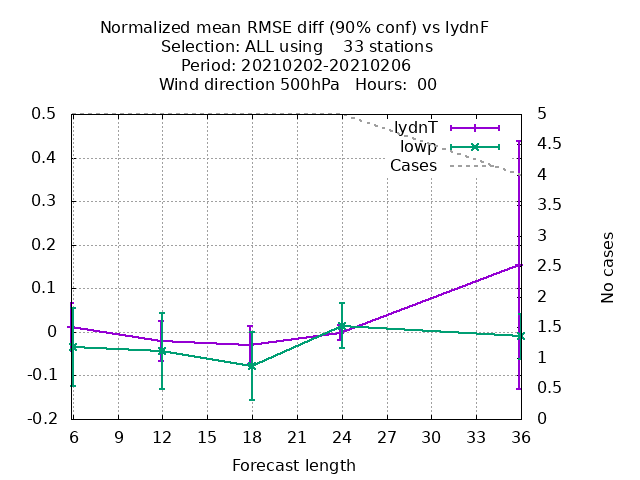 Normalized mean RMSE diff (90% conf) vs lydnF
Selection: ALL using    33 stations
Period: 20210202-20210206
Wind direction 500hPa   Hours:  00
0.5
0.4
0.3
0.2
0.1
0
-0.1
-0.2
lydnT
lowp
Cases
5
4.5
4
3.5
3
2.5
2
1.5
1
0.5
0
No cases
6 9 12 15 18 21 24 27 30 33 36
Forecast length